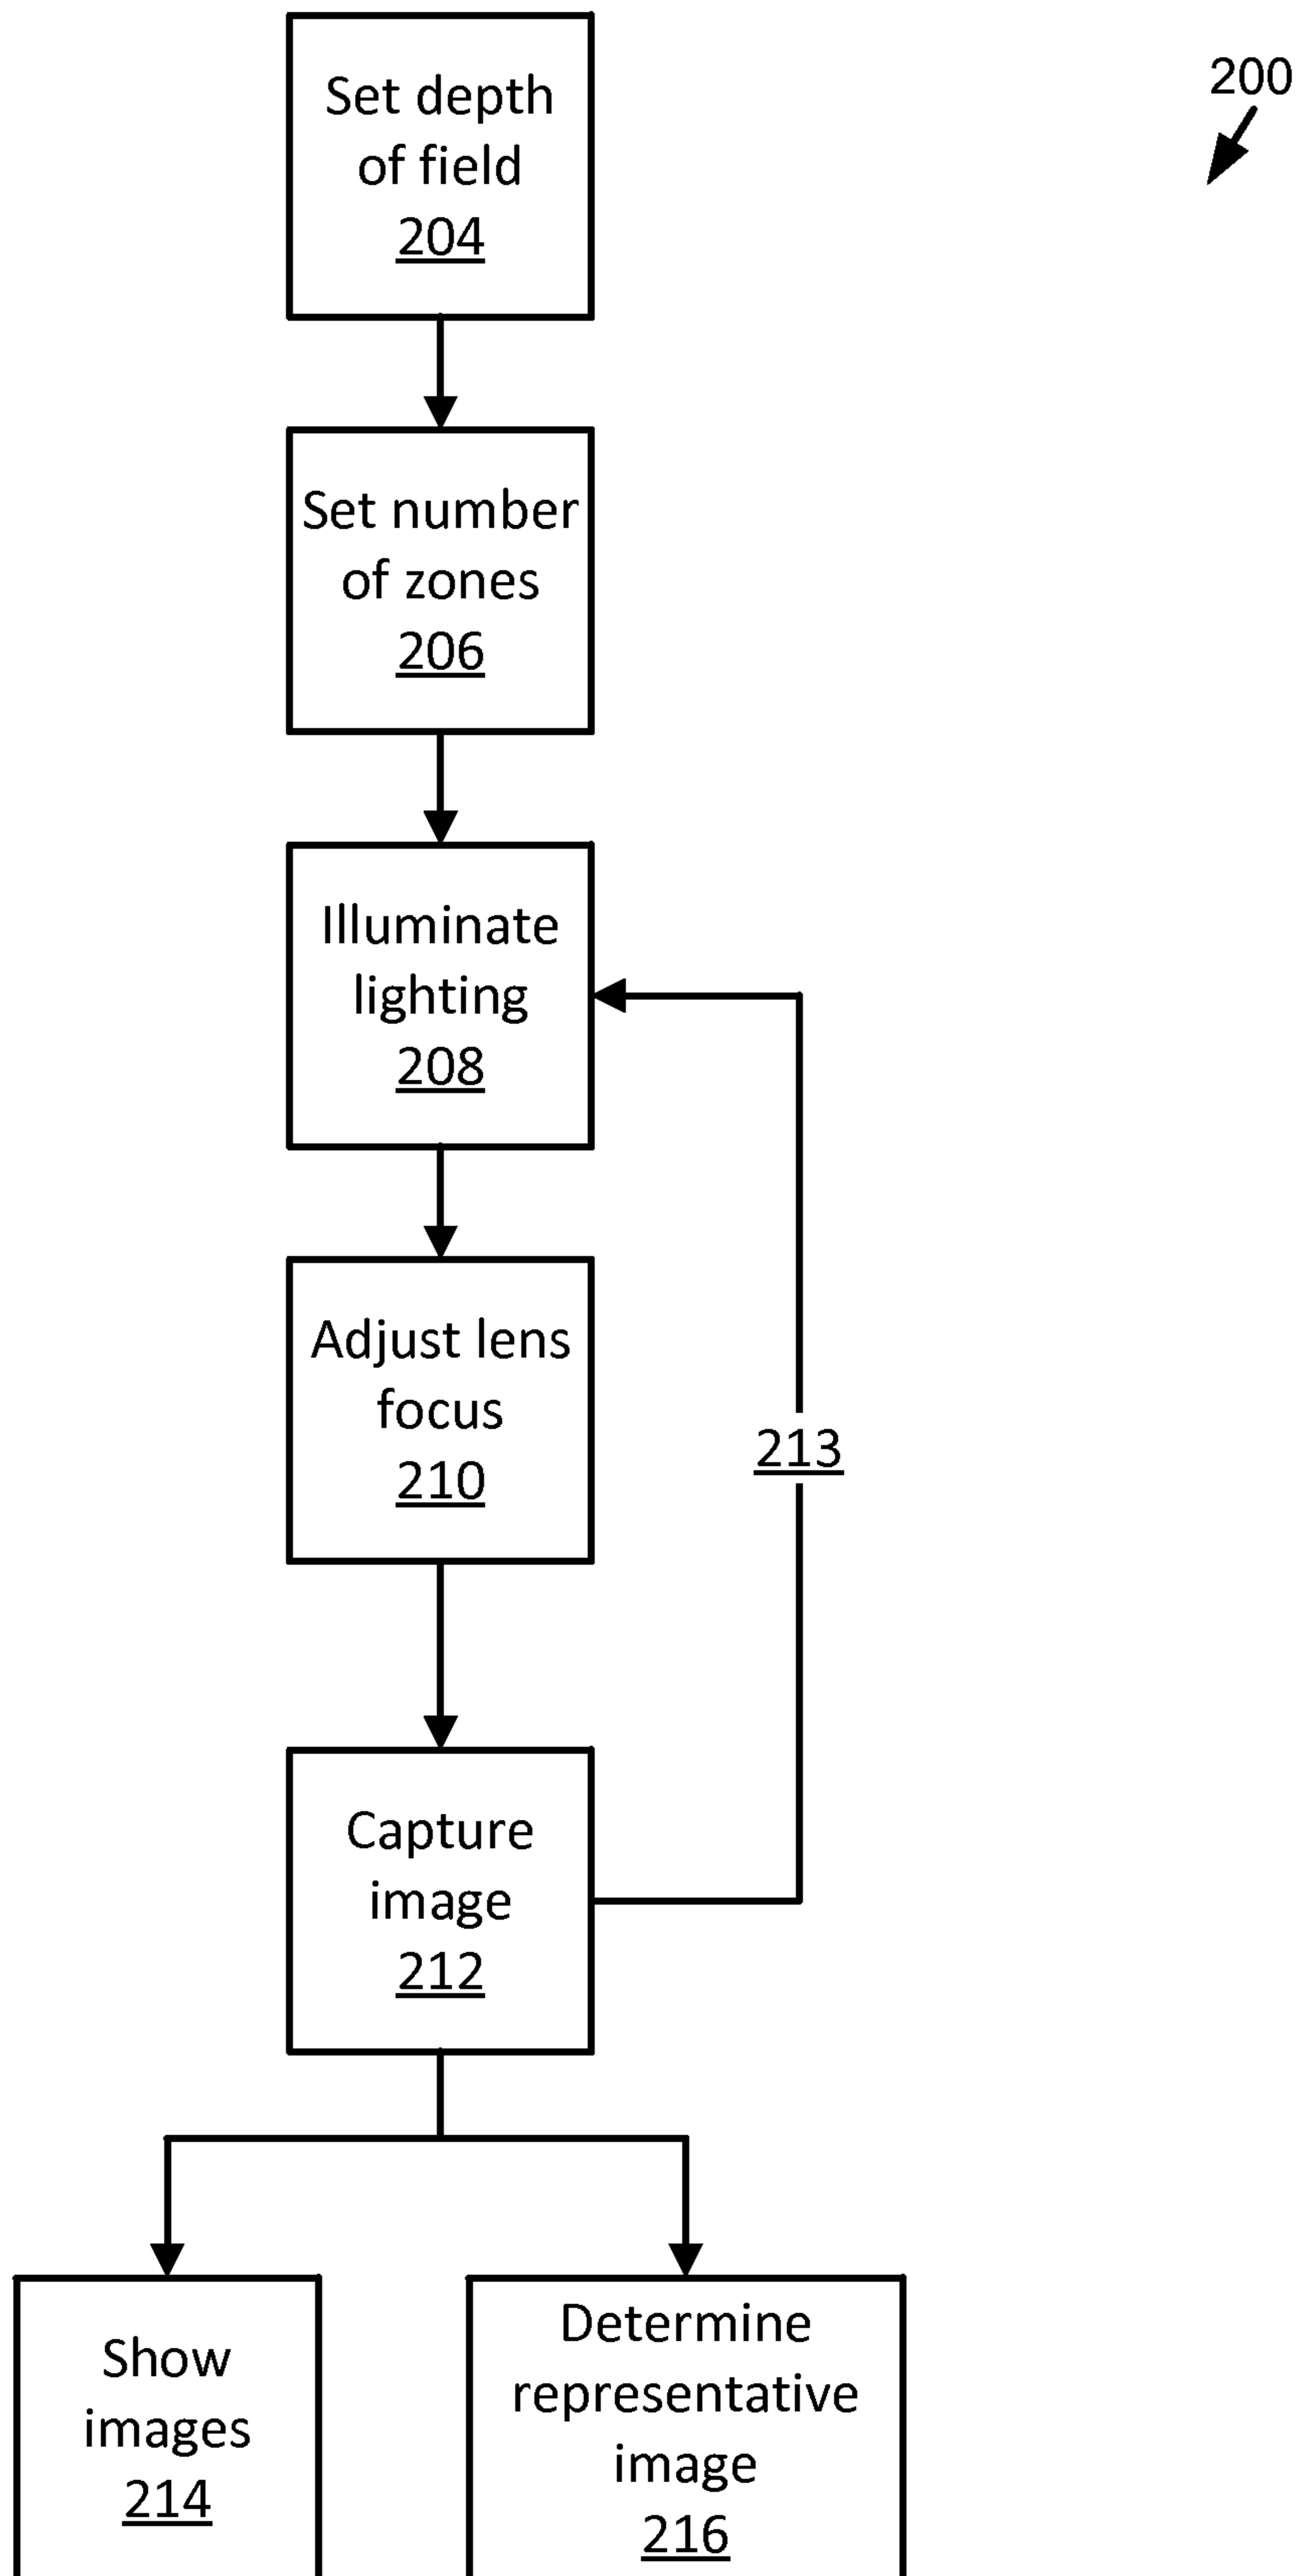 200
Set depth
of field
204
Set number
of zones
206
Illuminate
lighting
208
Adjust lens
focus
210
213
Capture
image
212
Show
images
214
Determine
representative
image
216